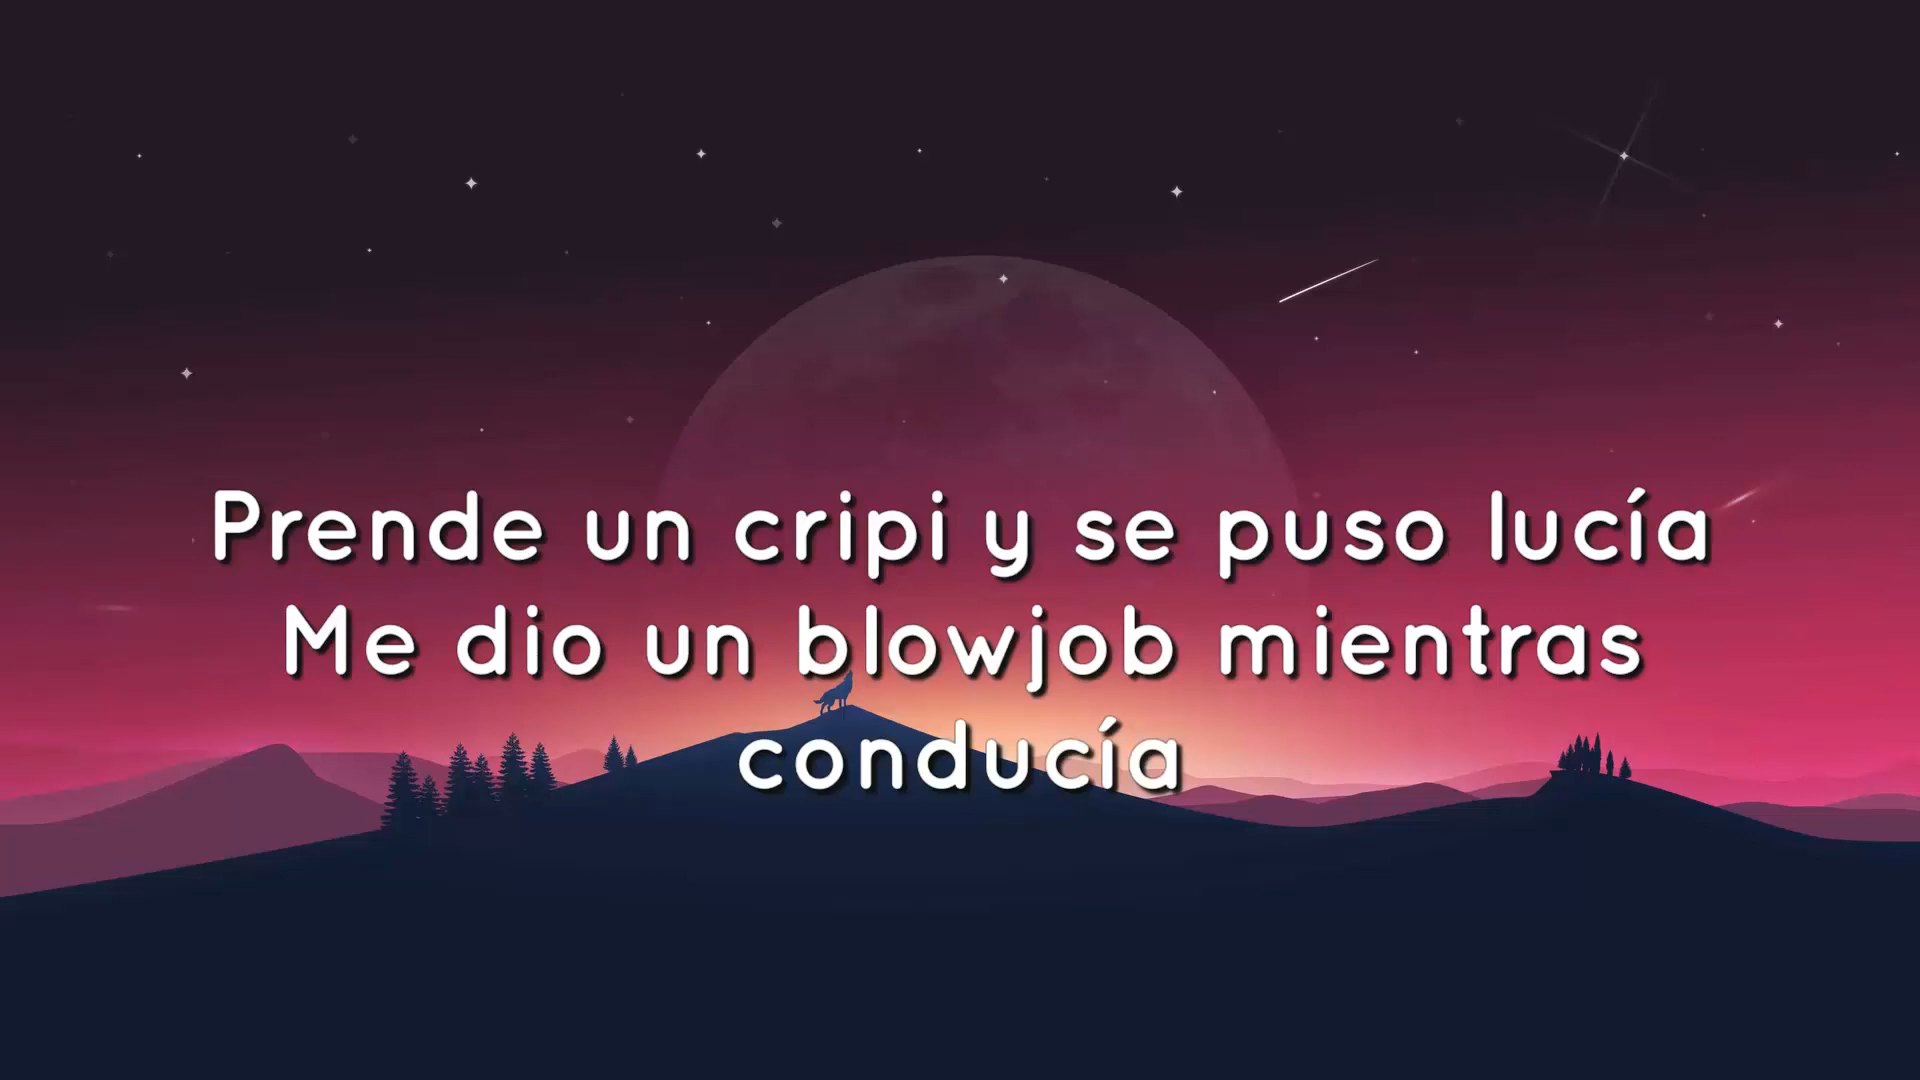 Prende un cripi y se puso lucía
Me dio un blowjob mientras
conducía